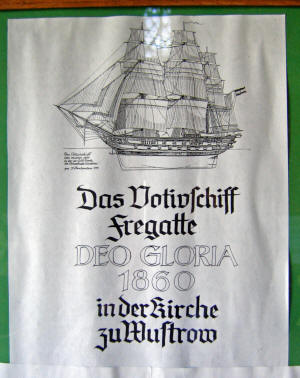 Das Votivschiff
Fregatte
DEO GLORIA
1860
in der Kirche
zu Wustrow